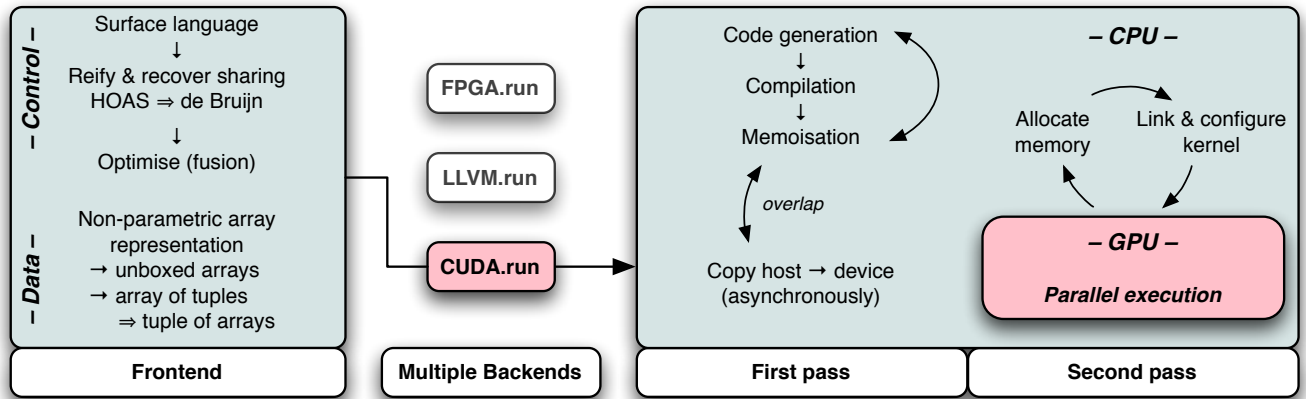 – Control –
Surface language
↓
Reify & recover sharing
HOAS ⇒ de Bruijn
↓
Optimise (fusion)
– Data –
Non-parametric array
representation
→ unboxed arrays
→ array of tuples
⇒ tuple of arrays
Frontend
FPGA.run
LLVM.run
CUDA.run
Multiple Backends
Code generation
↓
Compilation
↓
Memoisation
overlap
Copy host → device
(asynchronously)
First pass
– CPU –
Allocate
memory
Link & configure
kernel
– GPU –
Parallel execution
Second pass